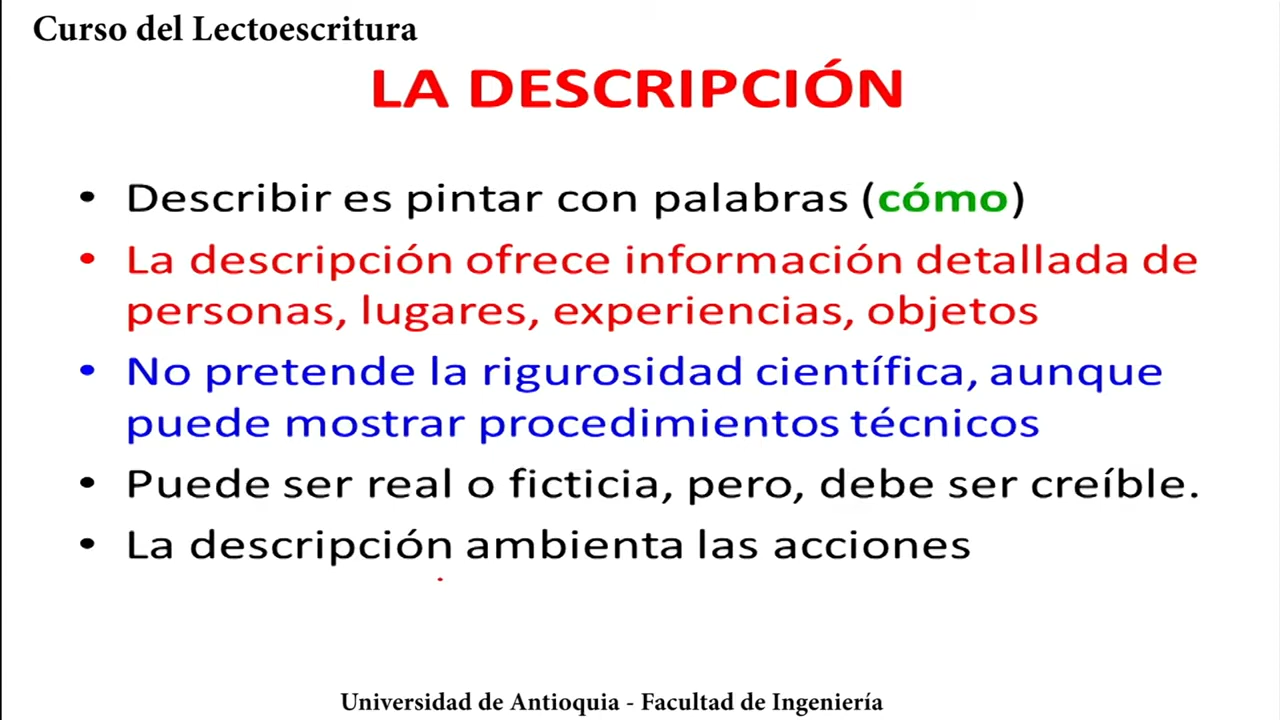 Curso del Lectoescritura
LA DESCRIPCIÓN
• Describir es pintar con palabras (cómo)
• La descripción ofrece información detallada de
personas, lugares, experiencias, objetos
• No pretende la rigurosidad científica, aunque
puede mostrar procedimientos técnicos
• Puede ser real o ficticia, pero, debe ser creíble.
• La descripción ambienta las acciones
Universidad de Antioquia - Facultad de Ingeniería